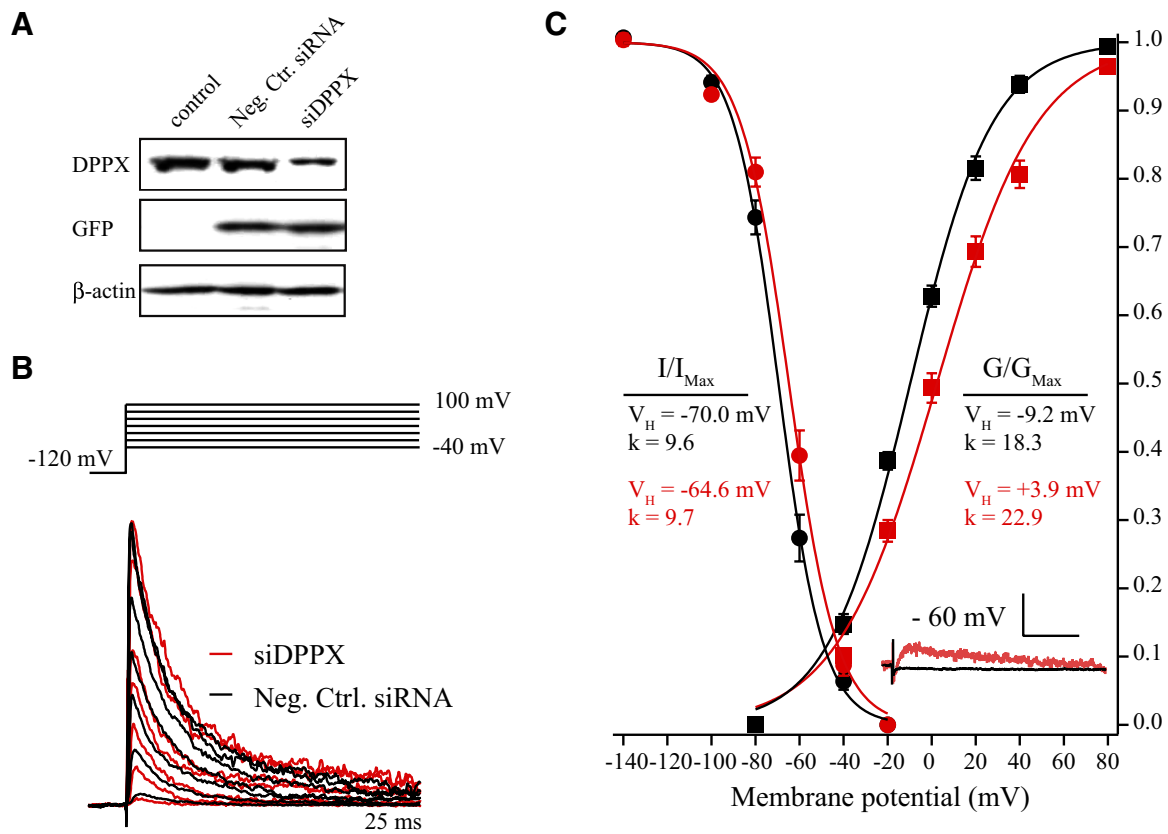 A
control
Neg. Ctr. siRNA
siDPPX
DPPX
GFP
β-actin
B
100 mV
-40 mV
-120 mV
siDPPX
Neg. Ctrl. siRNA
25 ms
C
1.0
0.9
0.8
0.7
0.6
0.5
0.4
0.3
0.2
0.1
0.0
I/I_Max
V_H = -70.0 mV
k = 9.6
V_H = -64.6 mV
k = 9.7
G/G_Max
V_H = -9.2 mV
k = 18.3
V_H = +3.9 mV
k = 22.9
- 60 mV
-140 -120 -100 -80 -60 -40 -20 0 20 40 60 80
Membrane potential (mV)